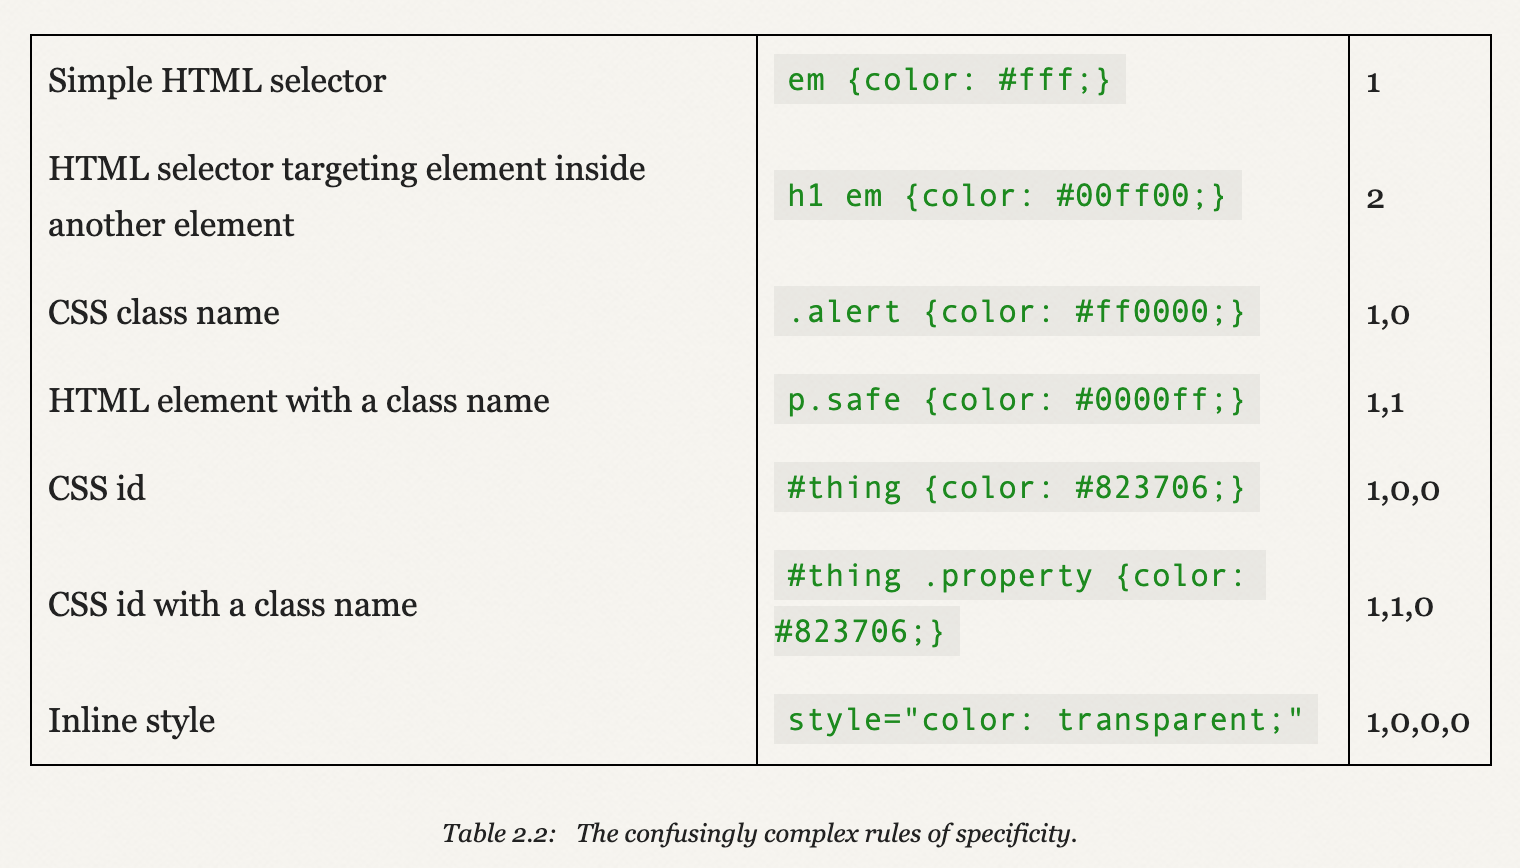 Simple HTML selector
em {color: #fff;}
1
HTML selector targeting element inside
another element
h1 em {color: #00ff00;}
2
CSS class name
.alert {color: #ff0000;}
1,0
HTML element with a class name
p.safe {color: #0000ff;}
1,1
CSS id
#thing {color: #823706;}
1,0,0
CSS id with a class name
#thing .property {color:
#823706;}
1,1,0
Inline style
style="color: transparent;"
1,0,0,0
Table 2.2: The confusingly complex rules of specificity.